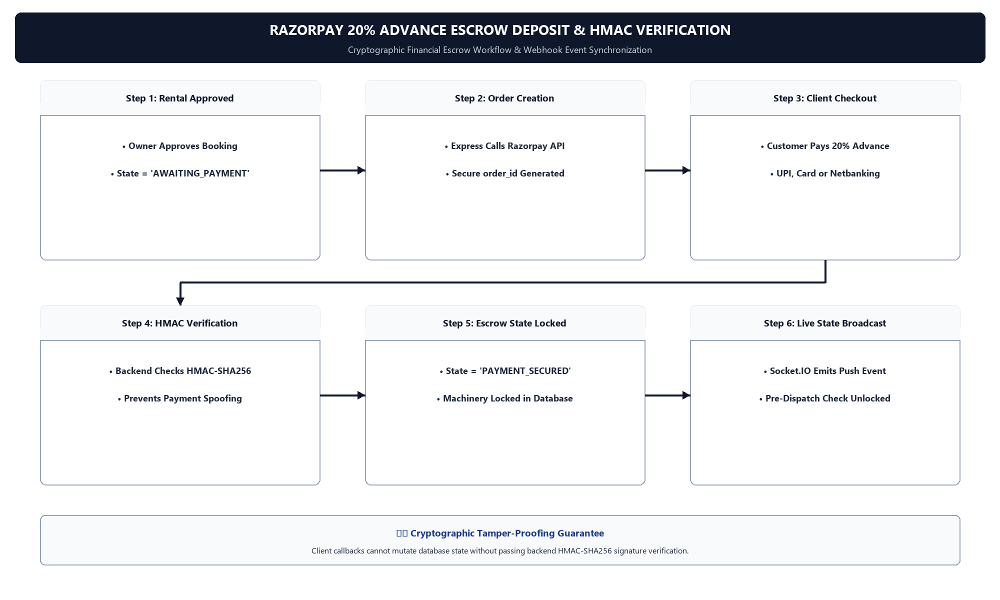 RAZORPAY 20% ADVANCE ESCROW DEPOSIT & HMAC VERIFICATION
Cryptographic Financial Escrow Workflow & Webhook Event Synchronization
Step 1: Rental Approved
• Owner Approves Booking
• State = 'AWAITING_PAYMENT'
Step 2: Order Creation
• Express Calls Razorpay API
• Secure order_id Generated
Step 3: Client Checkout
• Customer Pays 20% Advance
• UPI, Card or Netbanking
Step 4: HMAC Verification
• Backend Checks HMAC-SHA256
• Prevents Payment Spoofing
Step 5: Escrow State Locked
• State = 'PAYMENT_SECURED'
• Machinery Locked in Database
Step 6: Live State Broadcast
• Socket.IO Emits Push Event
• Pre-Dispatch Check Unlocked
Cryptographic Tamper-Proofing Guarantee
Client callbacks cannot mutate database state without passing backend HMAC-SHA256 signature verification.